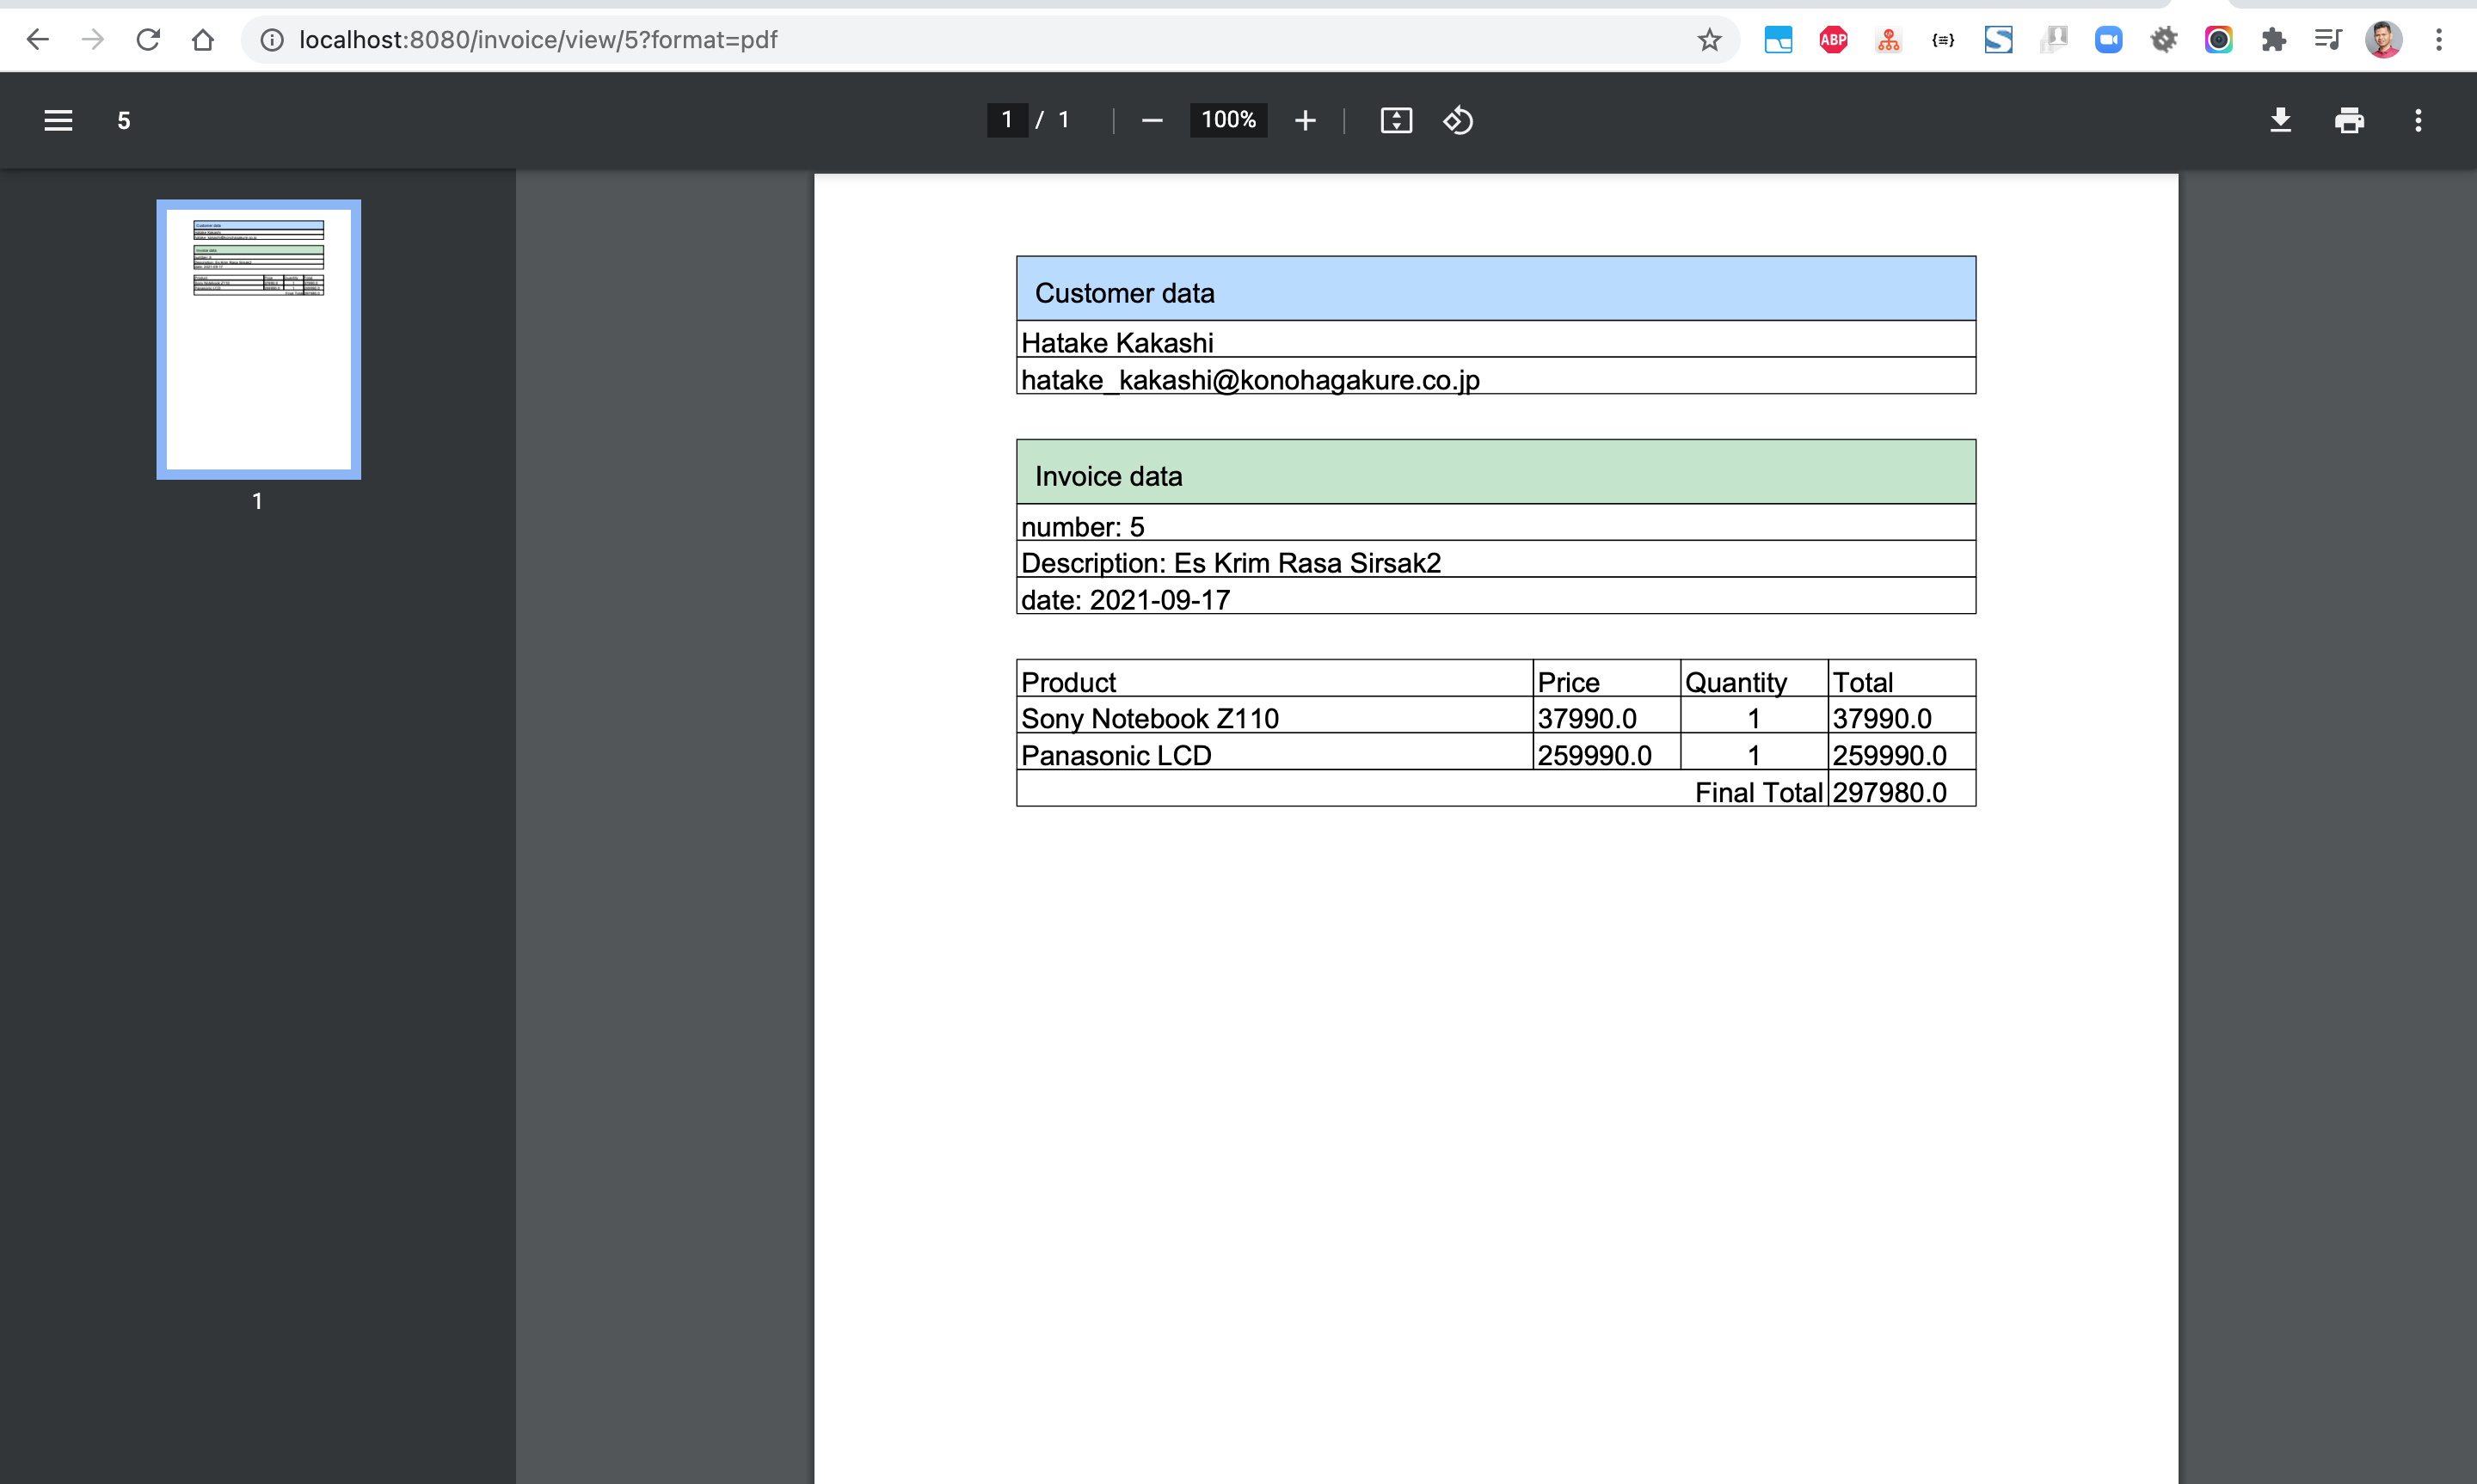 localhost:8080/invoice/view/5?format=pdf
ABP
5
1 / 1
100%
1
Customer data
Hatake Kakashi
hatake_kakashi@konohagakure.co.jp
Invoice data
number: 5
Description: Es Krim Rasa Sirsak2
date: 2021-09-17
Product Price Quantity Total
Sony Notebook Z110 37990.0 1 37990.0
Panasonic LCD 259990.0 1 259990.0
Final Total 297980.0